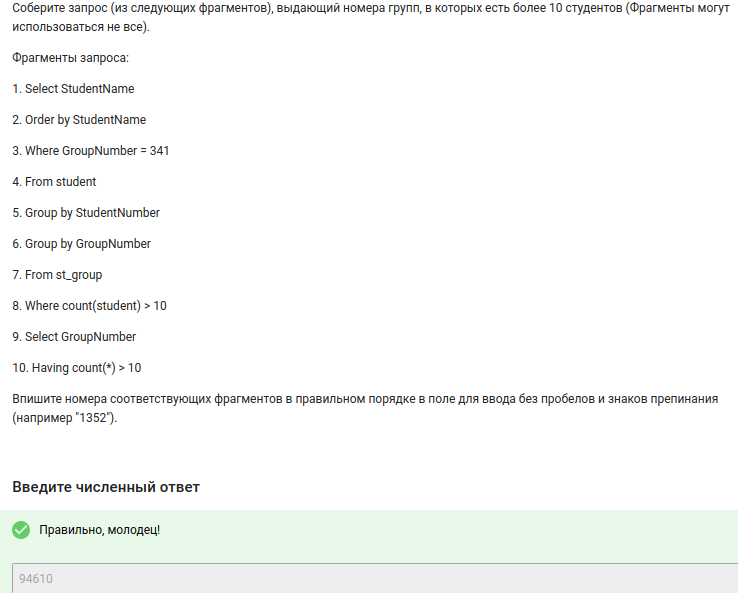 Соберите запрос (из следующих фрагментов), выдающий номера групп, в которых есть более 10 студентов (Фрагменты могут
использоваться не все).
Фрагменты запроса:
1. Select StudentName
2. Order by StudentName
3. Where GroupNumber = 341
4. From student
5. Group by StudentNumber
6. Group by GroupNumber
7. From st_group
8. Where count(student) > 10
9. Select GroupNumber
10. Having count(*) > 10
Впишите номера соответствующих фрагментов в правильном порядке в поле для ввода без пробелов и знаков препинания
(например "1352").
Введите численный ответ
Правильно, молодец!
94610